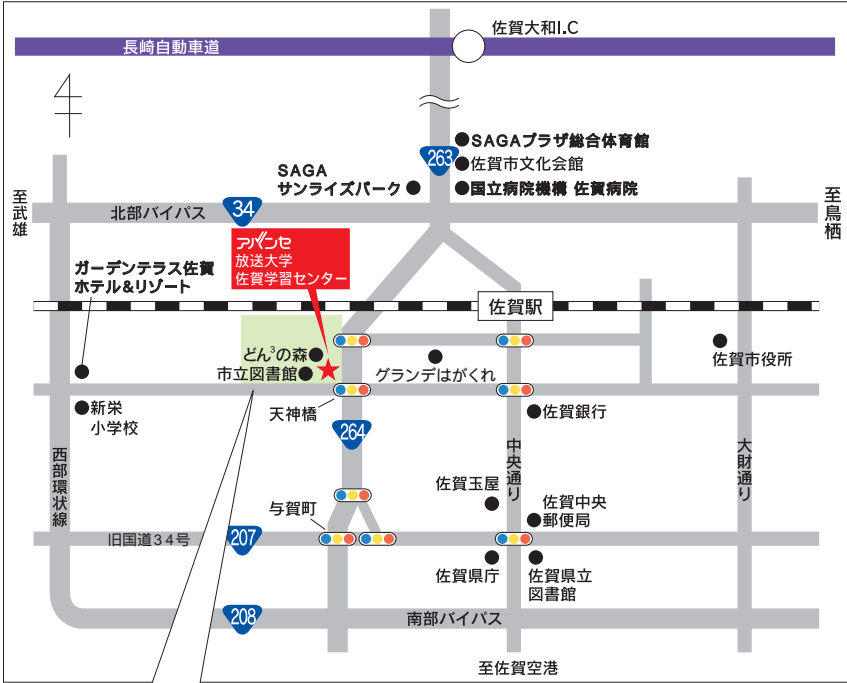 佐賀大和I.C
長崎自動車道
SAGAプラザ総合体育館
263
佐賀市文化会館
SAGA
サンライズパーク
国立病院機構 佐賀病院
至武雄
至鳥栖
北部バイパス
34
アバンセ
放送大学
佐賀学習センター
ガーデンテラス佐賀
ホテル&リゾート
佐賀駅
どん³の森
市立図書館
グランデはがくれ
佐賀市役所
新栄
小学校
天神橋
佐賀銀行
264
西部環状線
中央通り
大財通り
佐賀玉屋
与賀町
佐賀中央
郵便局
旧国道34号
207
佐賀県庁
佐賀県立
図書館
208
南部バイパス
至佐賀空港